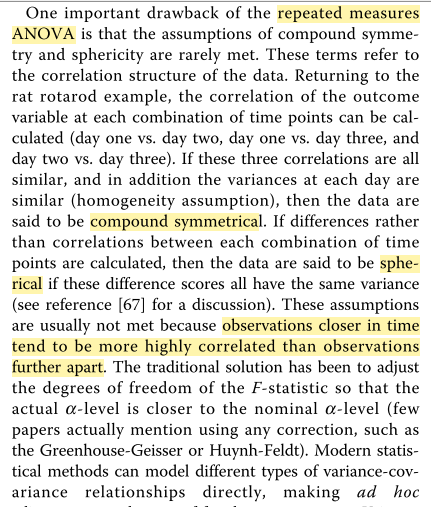 One important drawback of the repeated measures
ANOVA is that the assumptions of compound symme-
try and sphericity are rarely met. These terms refer to
the correlation structure of the data. Returning to the
rat rotarod example, the correlation of the outcome
variable at each combination of time points can be cal-
culated (day one vs. day two, day one vs. day three, and
day two vs. day three). If these three correlations are all
similar, and in addition the variances at each day are
similar (homogeneity assumption), then the data are
said to be compound symmetrical. If differences rather
than correlations between each combination of time
points are calculated, then the data are said to be sphe-
rical if these difference scores all have the same variance
(see reference [67] for a discussion). These assumptions
are usually not met because observations closer in time
tend to be more highly correlated than observations
further apart. The traditional solution has been to adjust
the degrees of freedom of the F-statistic so that the
actual α-level is closer to the nominal α-level (few
papers actually mention using any correction, such as
the Greenhouse-Geisser or Huynh-Feldt). Modern statis-
tical methods can model different types of variance-cov-
ariance relationships directly, making ad hoc